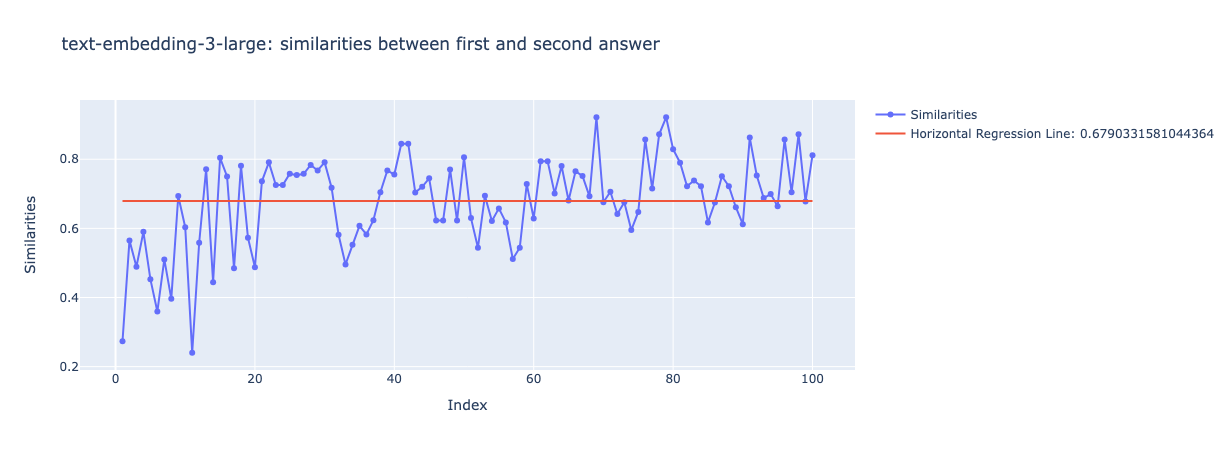 text-embedding-3-large: similarities between first and second answer
Similarities
Horizontal Regression Line: 0.6790331581044364
0.8
0.6
0.4
0.2
Similarities
0 20 40 60 80 100
Index